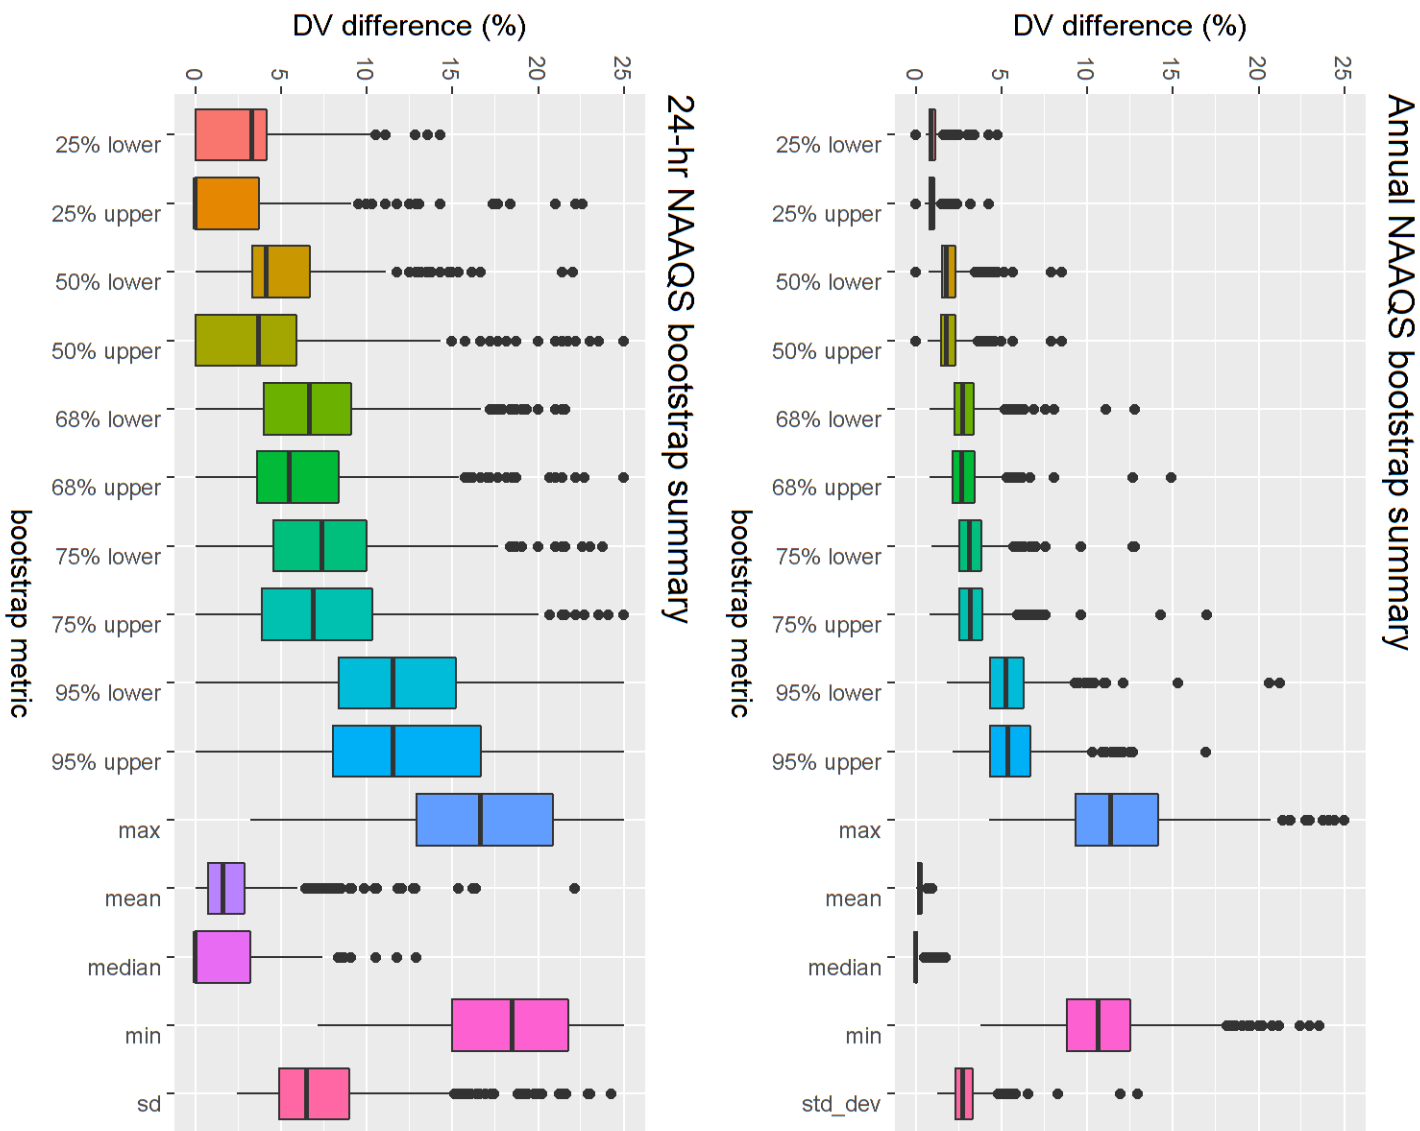 Annual NAAQS bootstrap summary
DV difference (%)
0
5
10
15
20
25
25% lower
25% upper
50% lower
50% upper
68% lower
68% upper
75% lower
75% upper
95% lower
95% upper
max
mean
median
min
std_dev
bootstrap metric
24-hr NAAQS bootstrap summary
DV difference (%)
0
5
10
15
20
25
25% lower
25% upper
50% lower
50% upper
68% lower
68% upper
75% lower
75% upper
95% lower
95% upper
max
mean
median
min
sd
bootstrap metric